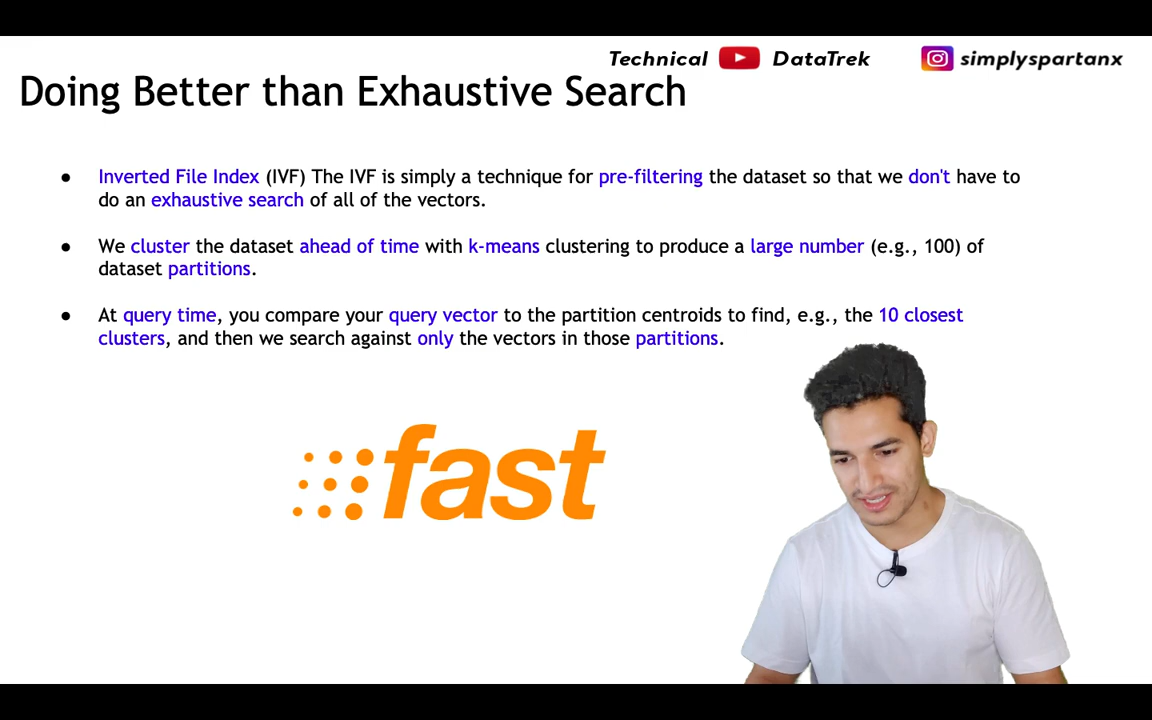 Technical DataTrek simplyspartanx
Doing Better than Exhaustive Search
● Inverted File Index (IVF) The IVF is simply a technique for pre-filtering the dataset so that we don't have to
do an exhaustive search of all of the vectors.
● We cluster the dataset ahead of time with k-means clustering to produce a large number (e.g., 100) of
dataset partitions.
● At query time, you compare your query vector to the partition centroids to find, e.g., the 10 closest
clusters, and then we search against only the vectors in those partitions.
fast